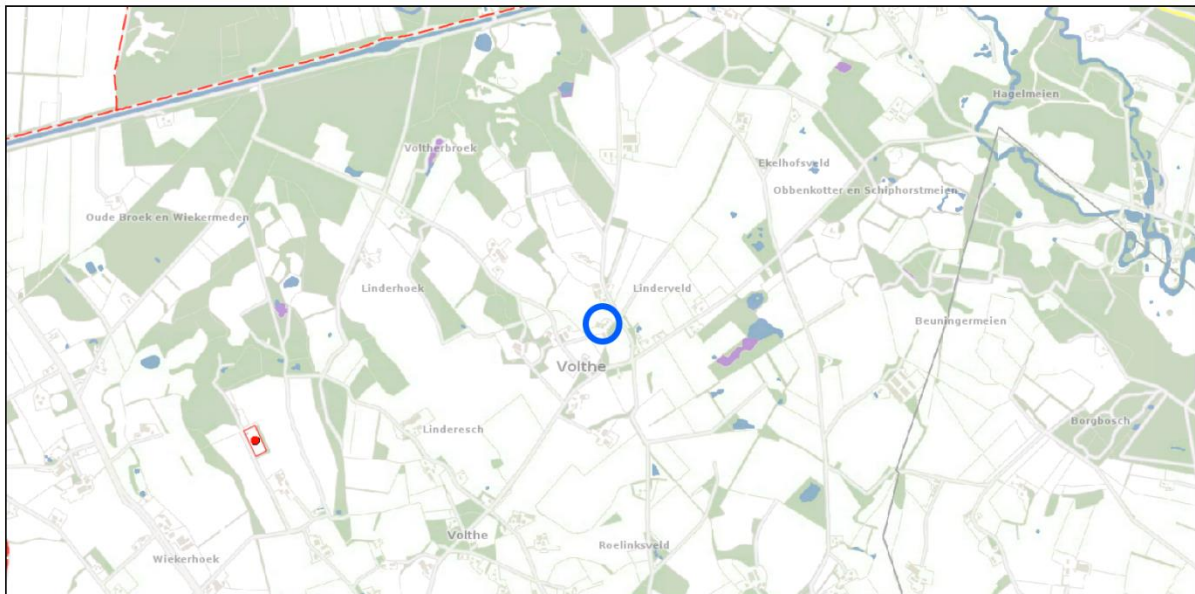 Hagelmeien
Voltherbroek
Ekelhofsveld
Obbenkotter en Schiphorstmeien
Oude Broek en Wiekermeden
Linderhoek
Linderveld
Beuningermeien
Volthe
Linderesch
Borgbosch
Volthe
Roelinksveld
Wiekerhoek